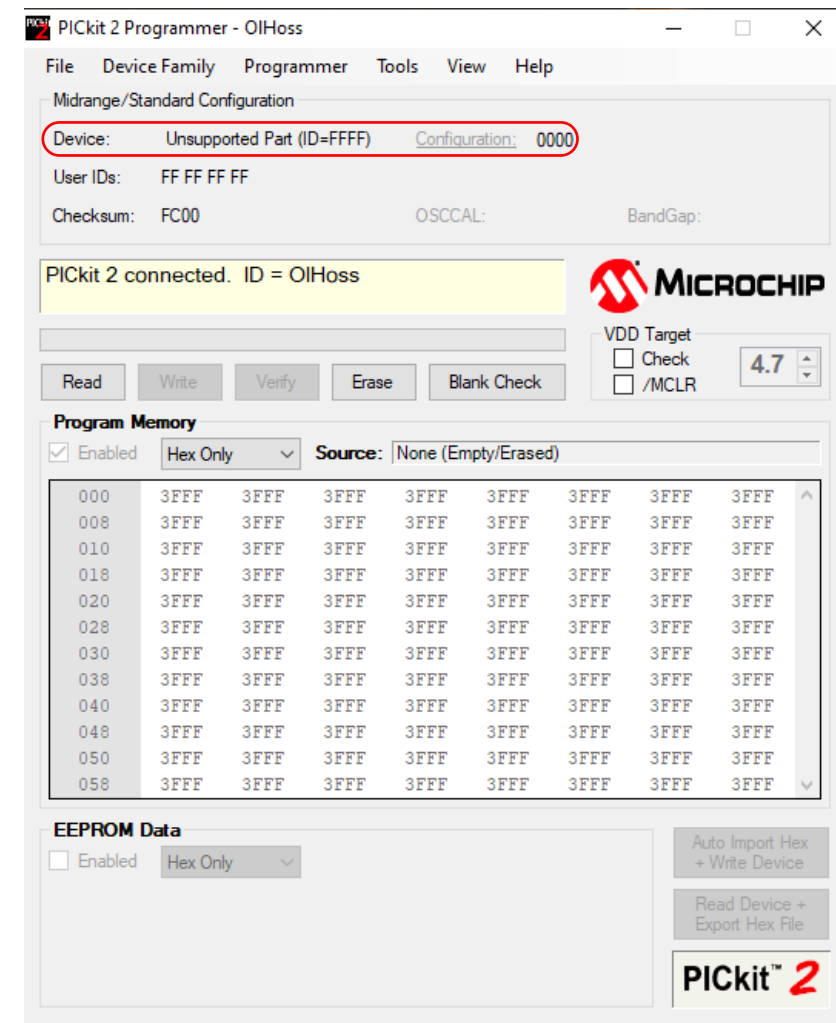 PICkit 2 Programmer - OIHoss
File Device Family Programmer Tools View Help
Midrange/Standard Configuration
Device: Unsupported Part (ID=FFFF) Configuration: 0000
User IDs: FF FF FF FF
Checksum: FC00 OSCCAL: BandGap:
PICkit 2 connected. ID = OIHoss
MICROCHIP
VDD Target
Check
/MCLR
4.7
Read Write Verify Erase Blank Check
Program Memory
Enabled Hex Only Source: None (Empty/Erased)
000 3FFF 3FFF 3FFF 3FFF 3FFF 3FFF 3FFF 3FFF
008 3FFF 3FFF 3FFF 3FFF 3FFF 3FFF 3FFF 3FFF
010 3FFF 3FFF 3FFF 3FFF 3FFF 3FFF 3FFF 3FFF
018 3FFF 3FFF 3FFF 3FFF 3FFF 3FFF 3FFF 3FFF
020 3FFF 3FFF 3FFF 3FFF 3FFF 3FFF 3FFF 3FFF
028 3FFF 3FFF 3FFF 3FFF 3FFF 3FFF 3FFF 3FFF
030 3FFF 3FFF 3FFF 3FFF 3FFF 3FFF 3FFF 3FFF
038 3FFF 3FFF 3FFF 3FFF 3FFF 3FFF 3FFF 3FFF
040 3FFF 3FFF 3FFF 3FFF 3FFF 3FFF 3FFF 3FFF
048 3FFF 3FFF 3FFF 3FFF 3FFF 3FFF 3FFF 3FFF
050 3FFF 3FFF 3FFF 3FFF 3FFF 3FFF 3FFF 3FFF
058 3FFF 3FFF 3FFF 3FFF 3FFF 3FFF 3FFF 3FFF
EEPROM Data
Enabled Hex Only
Auto Import Hex
+ Write Device
Read Device +
Export Hex File
PICkit™ 2